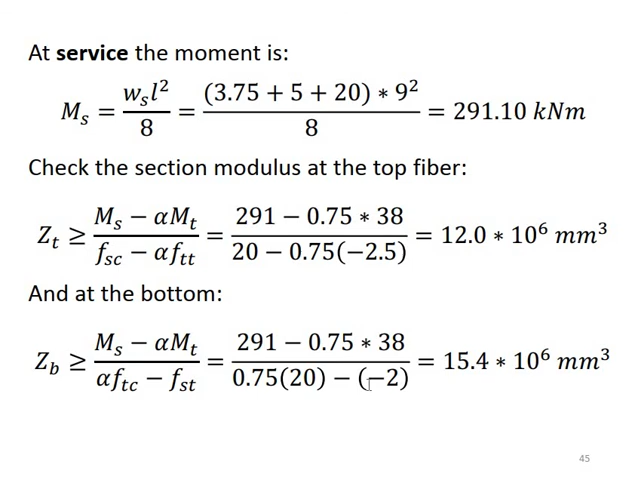 At service the moment is:
M_s = w_s l^2 / 8 = (3.75 + 5 + 20) * 9^2 / 8 = 291.10 kNm
Check the section modulus at the top fiber:
Z_t ≥ (M_s − αM_t) / (f_sc − αf_tt) = (291 − 0.75 * 38) / (20 − 0.75(−2.5)) = 12.0 * 10^6 mm^3
And at the bottom:
Z_b ≥ (M_s − αM_t) / (αf_tc − f_st) = (291 − 0.75 * 38) / (0.75(20) − (−2)) = 15.4 * 10^6 mm^3
45